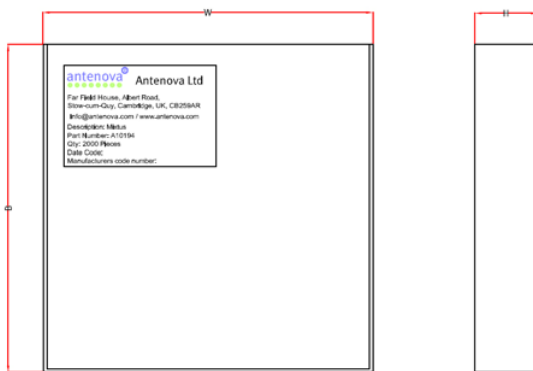 W
H
D
antenova®
Antenova Ltd
Far Field House, Albert Road,
Stow-cum-Quy, Cambridge, UK, CB259AR
info@antenova.com / www.antenova.com
Description: Mixtus
Part Number: A10194
Qty: 2000 Pieces
Date Code:
Manufacturers code number: